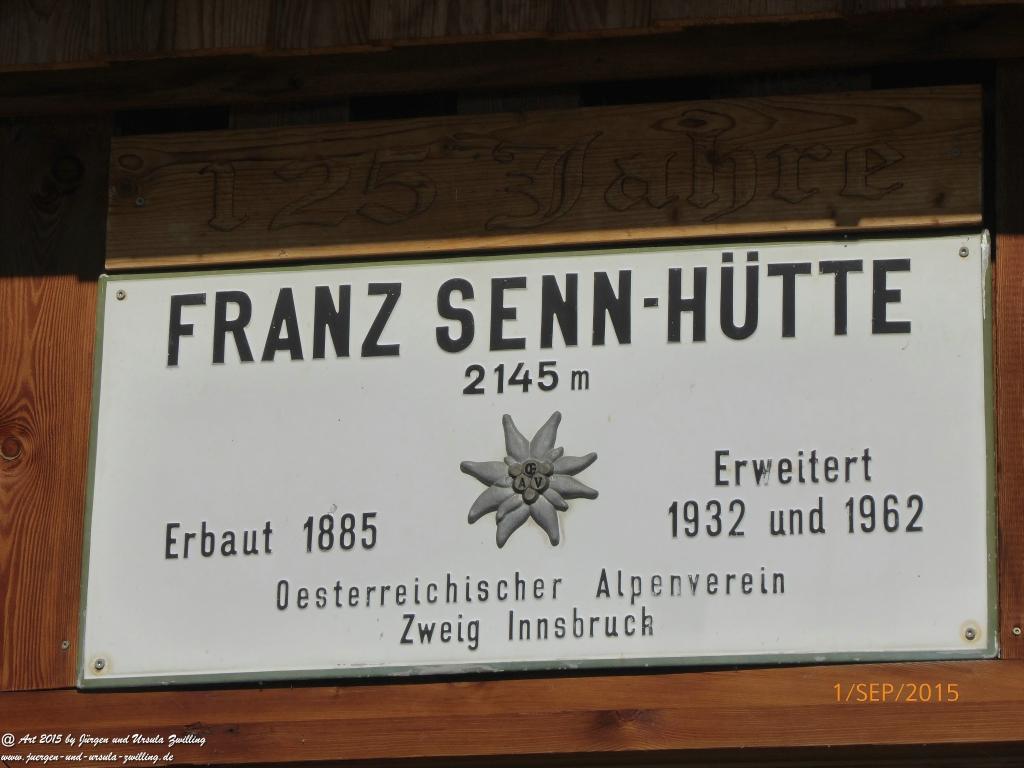 125 Jahre
FRANZ SENN-HÜTTE
2145 m
Œ
A V
Erweitert
Erbaut 1885
1932 und 1962
Oesterreichischer Alpenverein
Zweig Innsbruck
1/SEP/2015
@ Art 2015 by Jürgen und Ursula Zwilling
www.juergen-und-ursula-zwilling.de